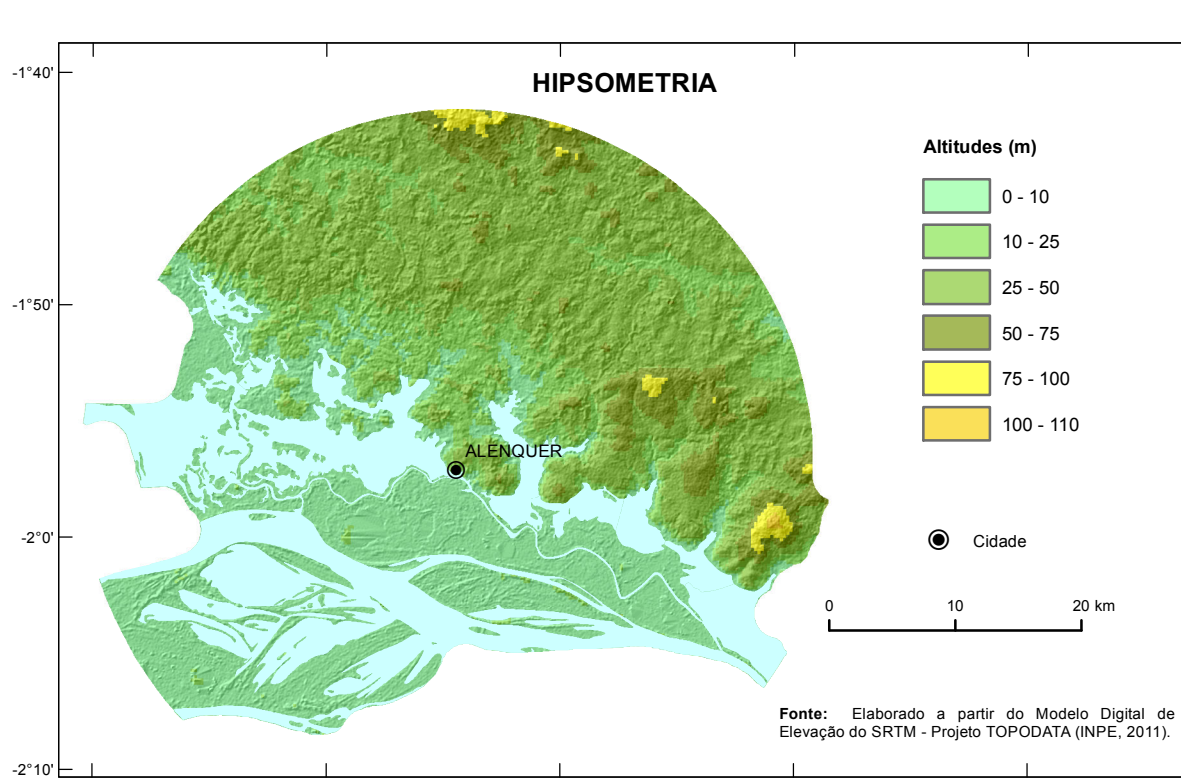 HIPSOMETRIA
-1°40'
-1°50'
-2°0'
-2°10'
ALENQUER
Altitudes (m)
0 - 10
10 - 25
25 - 50
50 - 75
75 - 100
100 - 110
Cidade
0 10 20 km
Fonte: Elaborado a partir do Modelo Digital de
Elevação do SRTM - Projeto TOPODATA (INPE, 2011).